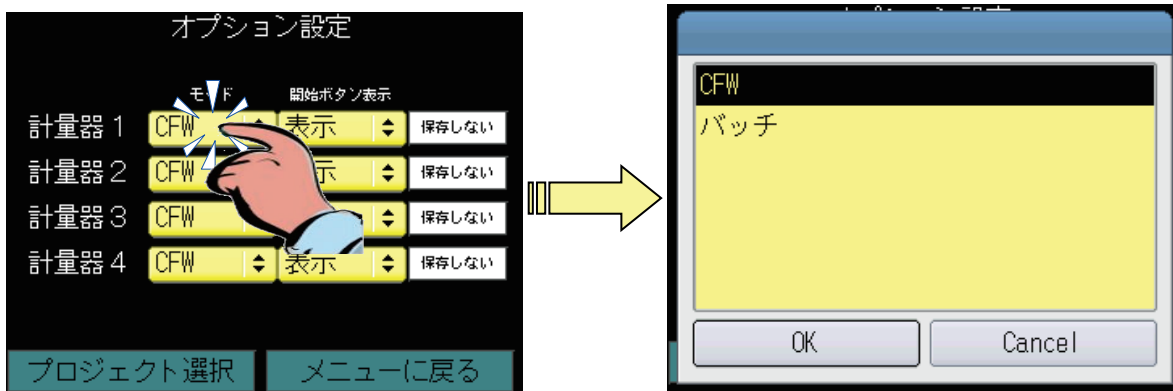 オプション設定
開始ボタン表示
計量器1 CFW 表示 保存しない
計量器2 CFW 保存しない
計量器3 CFW 保存しない
計量器4 CFW 表示 保存しない
プロジェクト選択 メニューに戻る
CFW
バッチ
OK Cancel